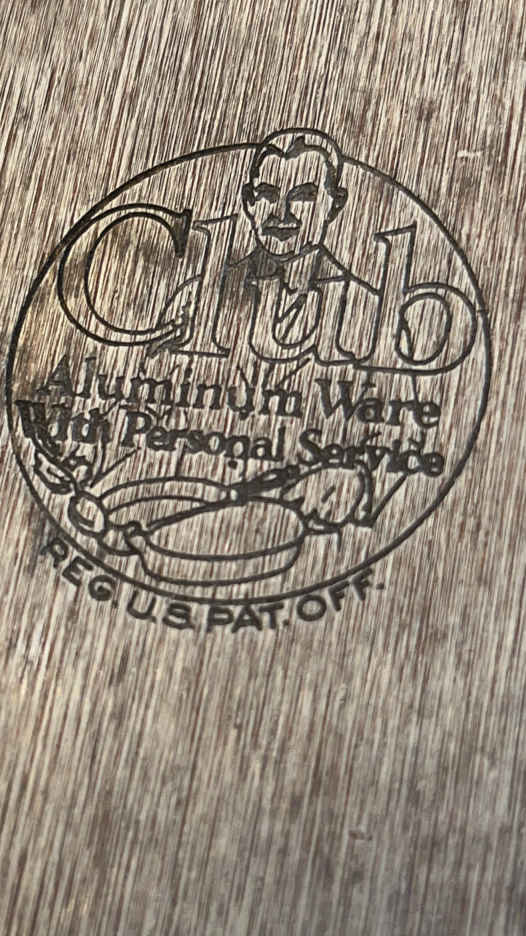 Club
Aluminum Ware
With Personal Service
REG. U.S. PAT. OFF.